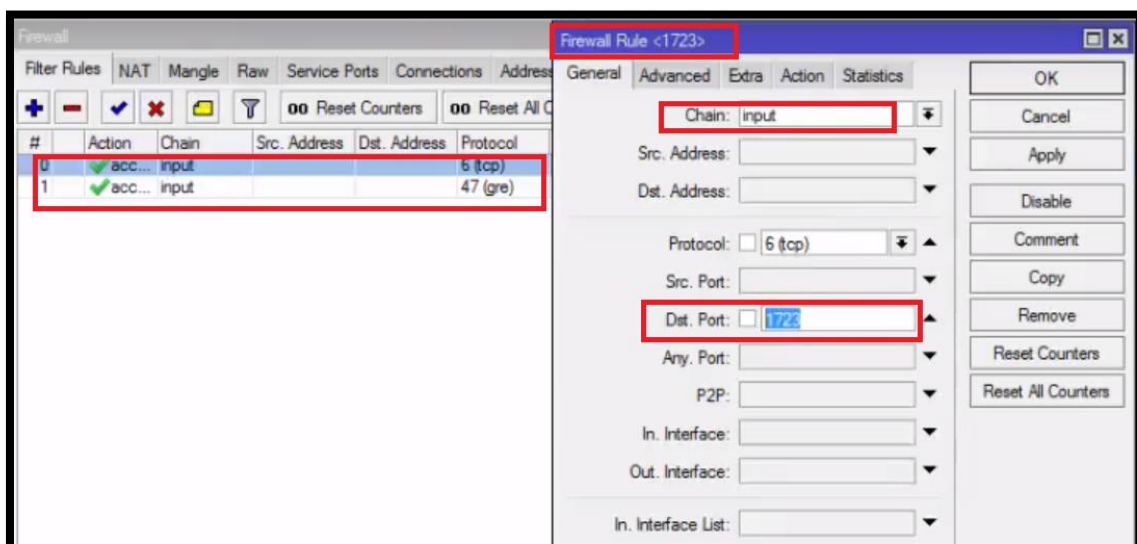 Firewall
Filter Rules NAT Mangle Raw Service Ports Connections Address
00 Reset Counters 00 Reset All C
# Action Chain Src. Address Dst. Address Protocol
0 acc... input 6 (tcp)
1 acc... input 47 (gre)
Firewall Rule <1723>
General Advanced Extra Action Statistics
Chain: input
Src. Address:
Dst. Address:
Protocol: 6 (tcp)
Src. Port:
Dst. Port: 1723
Any. Port:
P2P:
In. Interface:
Out. Interface:
In. Interface List:
OK
Cancel
Apply
Disable
Comment
Copy
Remove
Reset Counters
Reset All Counters